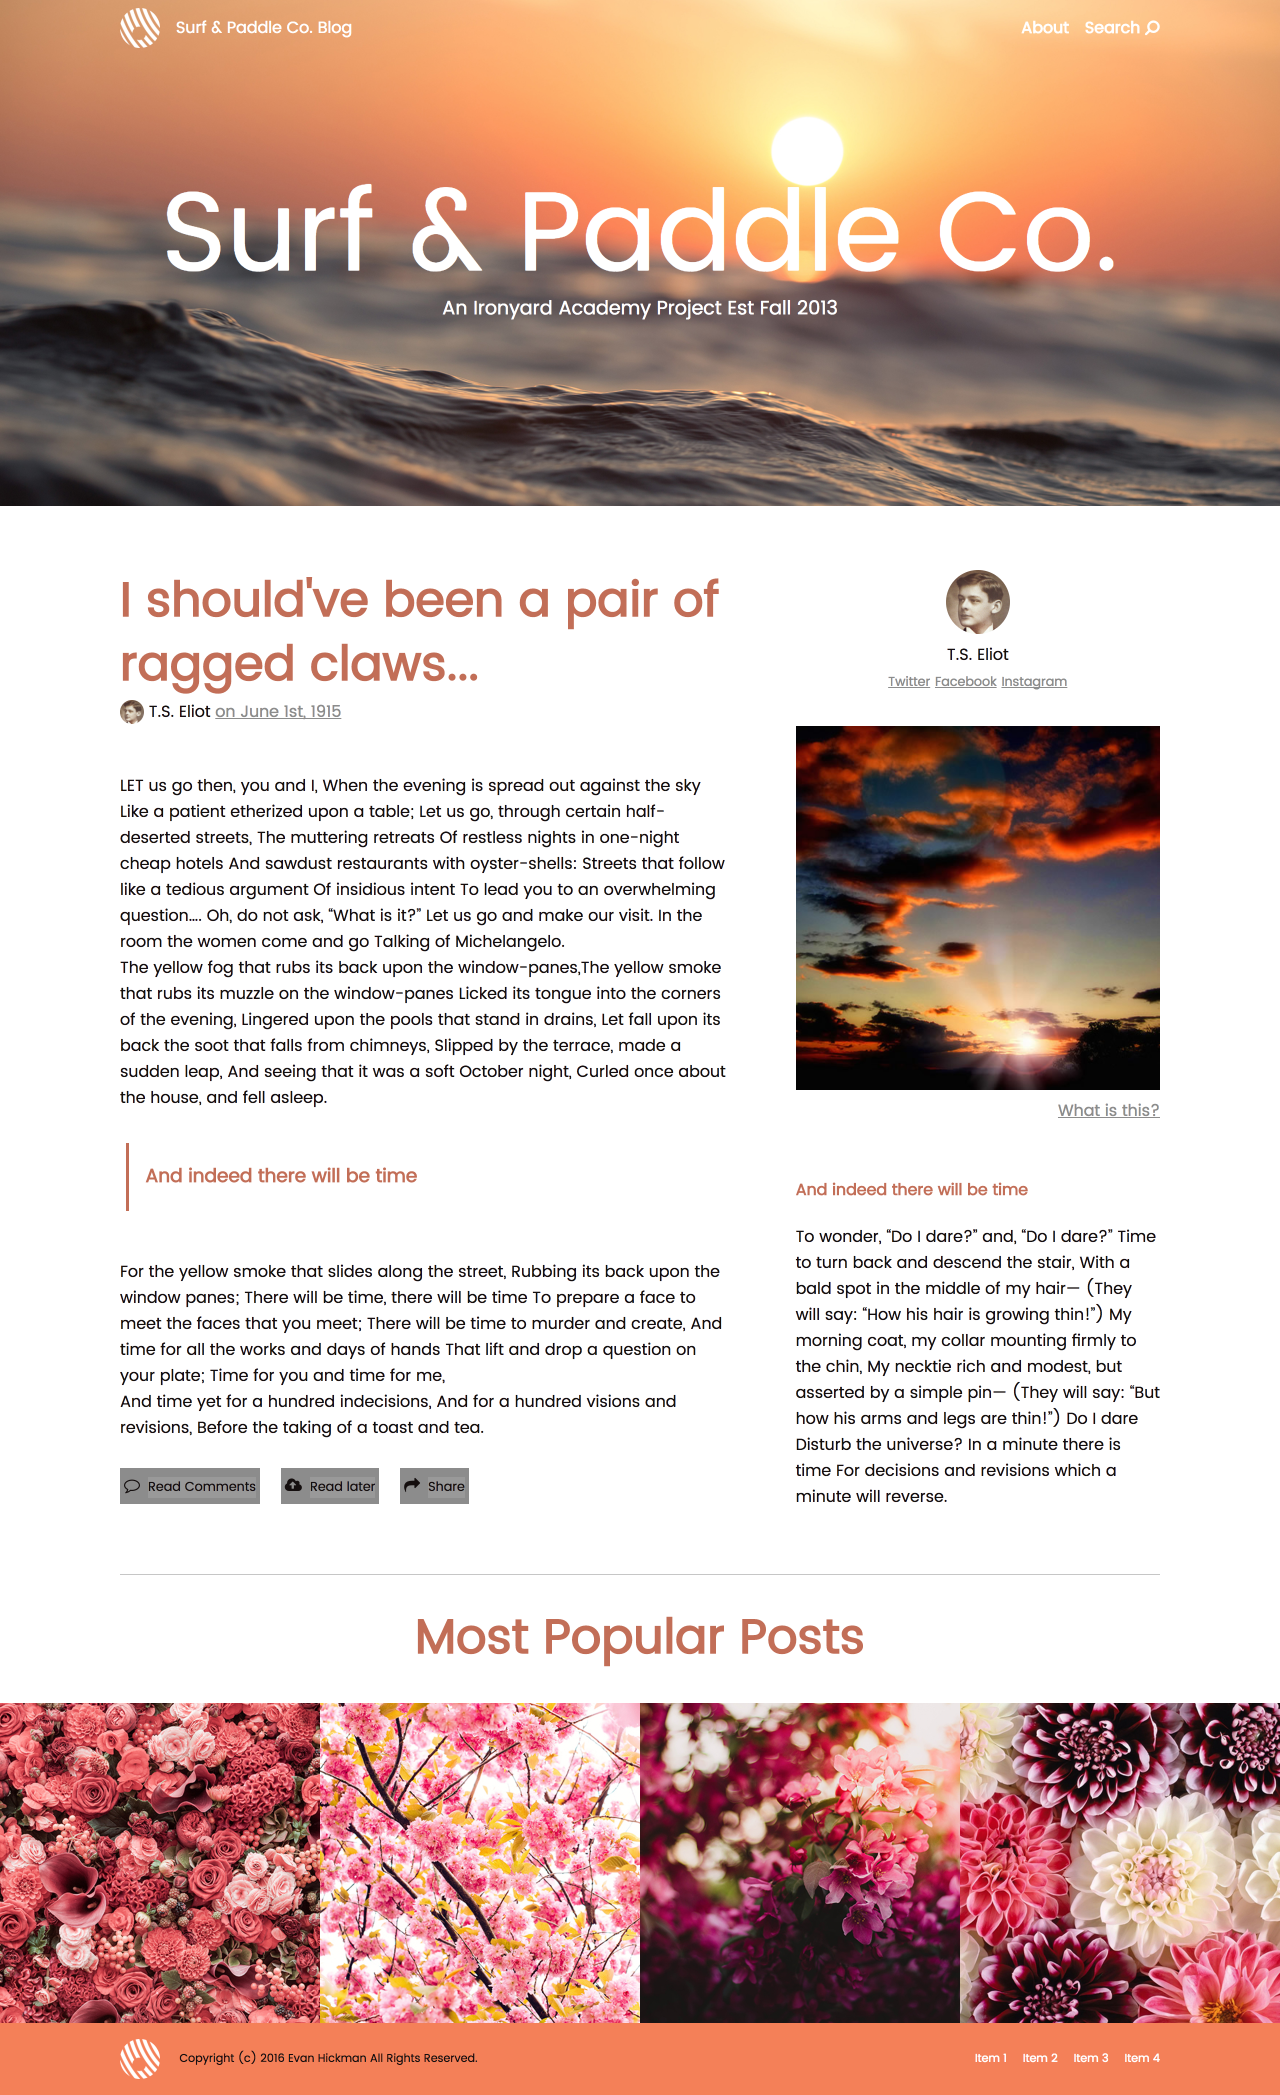 Surf & Paddle Co. Blog
About Search
Surf & Paddle Co.
An Ironyard Academy Project Est Fall 2013
I should've been a pair of
ragged claws...
T.S. Eliot on June 1st, 1915
LET us go then, you and I, When the evening is spread out against the sky
Like a patient etherized upon a table; Let us go, through certain half-
deserted streets, The muttering retreats Of restless nights in one-night
cheap hotels And sawdust restaurants with oyster-shells: Streets that follow
like a tedious argument Of insidious intent To lead you to an overwhelming
question.... Oh, do not ask, “What is it?” Let us go and make our visit. In the
room the women come and go Talking of Michelangelo.
The yellow fog that rubs its back upon the window-panes,The yellow smoke
that rubs its muzzle on the window-panes Licked its tongue into the corners
of the evening, Lingered upon the pools that stand in drains, Let fall upon its
back the soot that falls from chimneys, Slipped by the terrace, made a
sudden leap, And seeing that it was a soft October night, Curled once about
the house, and fell asleep.
And indeed there will be time
For the yellow smoke that slides along the street, Rubbing its back upon the
window panes; There will be time, there will be time To prepare a face to
meet the faces that you meet; There will be time to murder and create, And
time for all the works and days of hands That lift and drop a question on
your plate; Time for you and time for me,
And time yet for a hundred indecisions, And for a hundred visions and
revisions, Before the taking of a toast and tea.
Read Comments
Read later
Share
T.S. Eliot
Twitter Facebook Instagram
What is this?
And indeed there will be time
To wonder, “Do I dare?” and, “Do I dare?” Time
to turn back and descend the stair, With a
bald spot in the middle of my hair— (They
will say: “How his hair is growing thin!”) My
morning coat, my collar mounting firmly to
the chin, My necktie rich and modest, but
asserted by a simple pin— (They will say: “But
how his arms and legs are thin!”) Do I dare
Disturb the universe? In a minute there is
time For decisions and revisions which a
minute will reverse.
Most Popular Posts
Copyright (c) 2016 Evan Hickman All Rights Reserved.
Item 1 Item 2 Item 3 Item 4